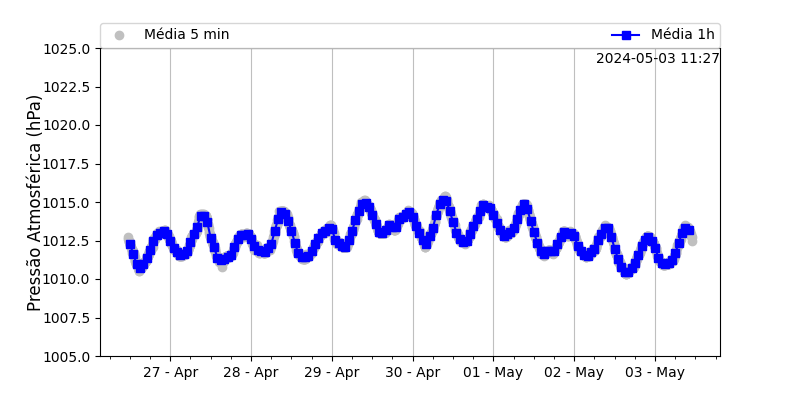 Média 5 min
Média 1h
2024-05-03 11:27
Pressão Atmosférica (hPa)
1025.0
1022.5
1020.0
1017.5
1015.0
1012.5
1010.0
1007.5
1005.0
27 - Apr
28 - Apr
29 - Apr
30 - Apr
01 - May
02 - May
03 - May